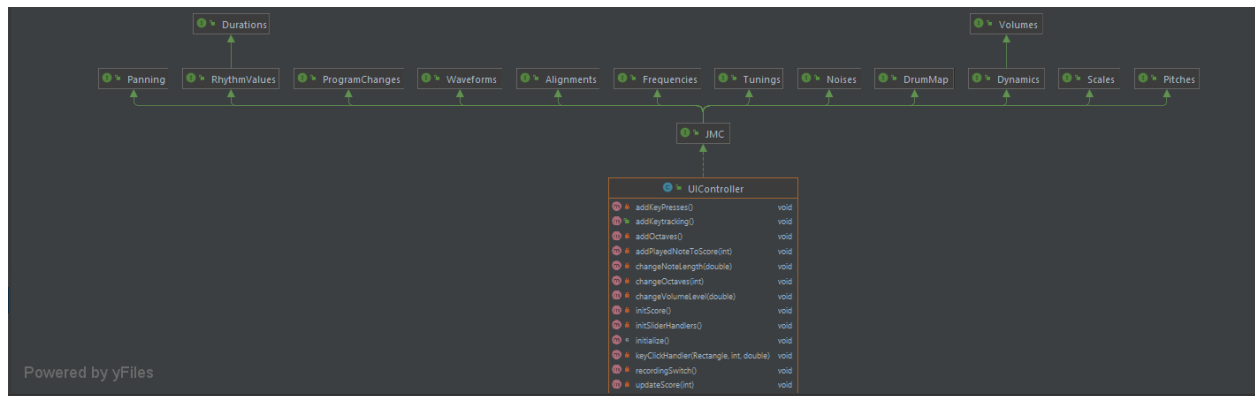 Durations Volumes
Panning RhythmValues ProgramChanges Waveforms Alignments Frequencies Tunings Noises DrumMap Dynamics Scales Pitches
JMC
UIController
addKeyPresses() void
addKeytracking() void
addOctaves() void
addPlayedNoteToScore(int) void
changeNoteLength(double) void
changeOctaves(int) void
changeVolumeLevel(double) void
initScore() void
initSliderHandlers() void
initialize() void
keyClickHandler(Rectangle, int, double) void
recordingSwitch() void
updateScore(int) void
Powered by yFiles